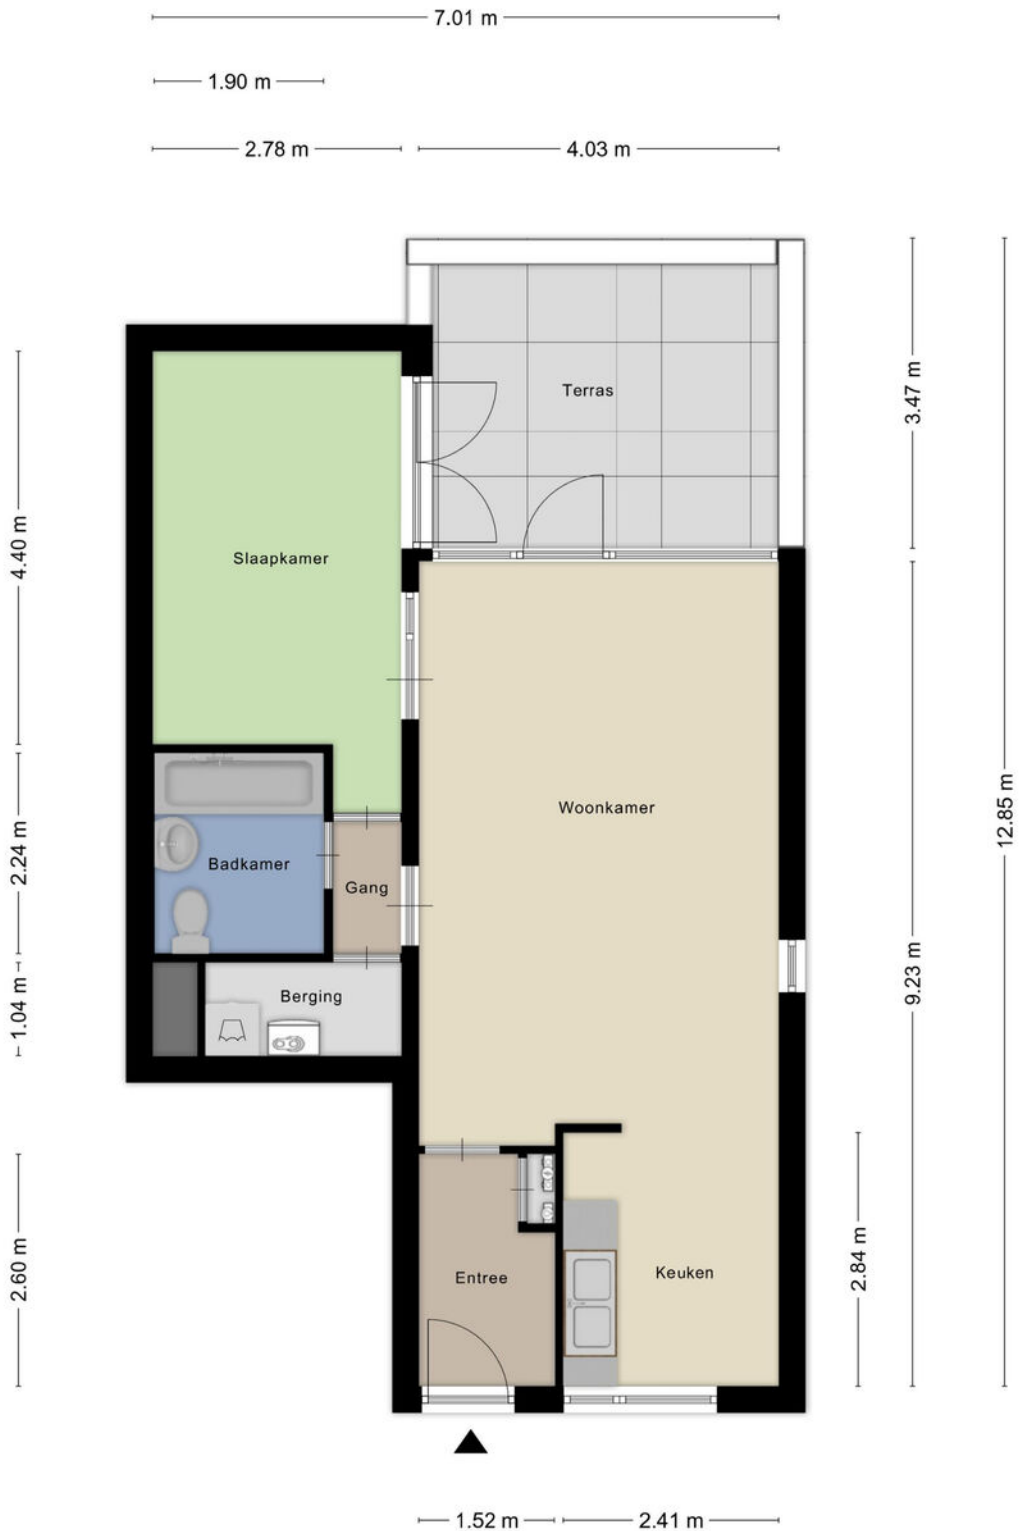 7.01 m
1.90 m
2.78 m
4.03 m
Terras
3.47 m
4.40 m
Slaapkamer
12.85 m
Woonkamer
2.24 m
Badkamer
Gang
9.23 m
1.04 m
Berging
2.60 m
Entree
Keuken
2.84 m
1.52 m
2.41 m